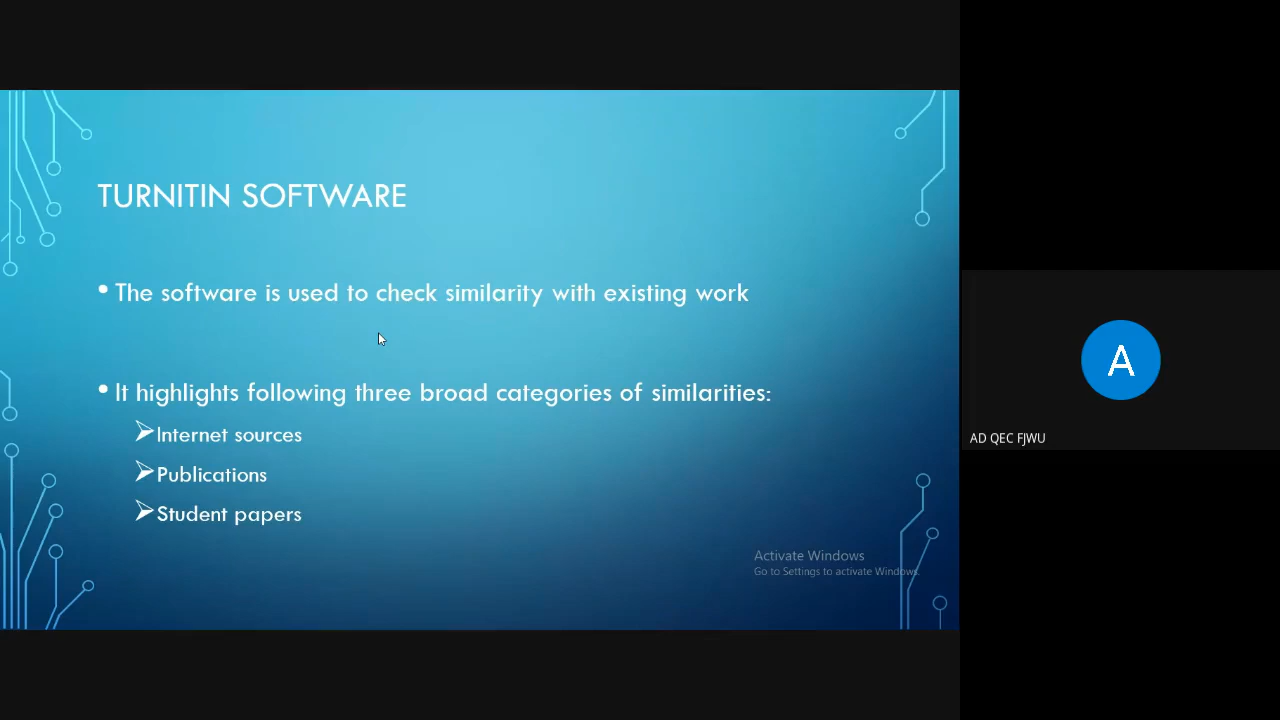 TURNITIN SOFTWARE
• The software is used to check similarity with existing work
• It highlights following three broad categories of similarities:
➢Internet sources
➢Publications
➢Student papers
Activate Windows
Go to Settings to activate Windows.
A
AD QEC FJWU